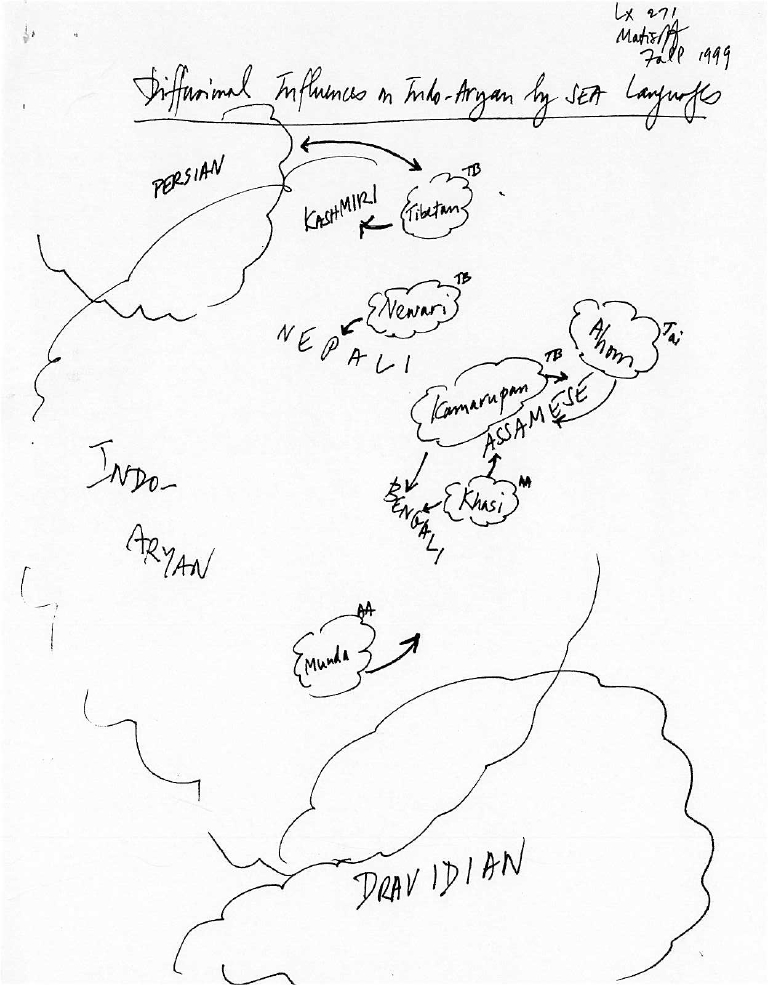 Lx 271
Matisoff
Fall 1999
Diffusional Influences on Indo-Aryan by SEA Languages
PERSIAN
KASHMIRI
TB
Tibetan
TB
Newari
NEPALI
Ahom
Tai
TB
Kamarupan
ASSAMESE
AA
Khasi
BENGALI
INDO-
ARYAN
AA
Munda
DRAVIDIAN